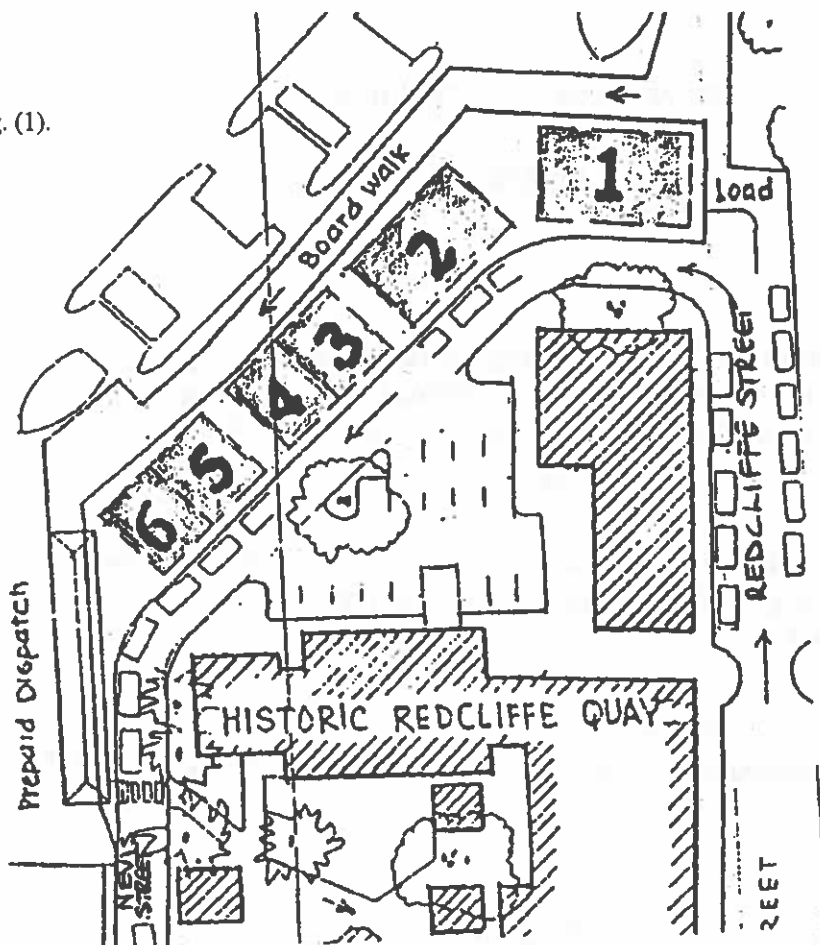 . (1).
1
load
Board Walk
2
3
4
5
6
REDCLIFFE STREET
Prepaid Dispatch
HISTORIC REDCLIFFE QUAY
NEVIS
STREET
REET